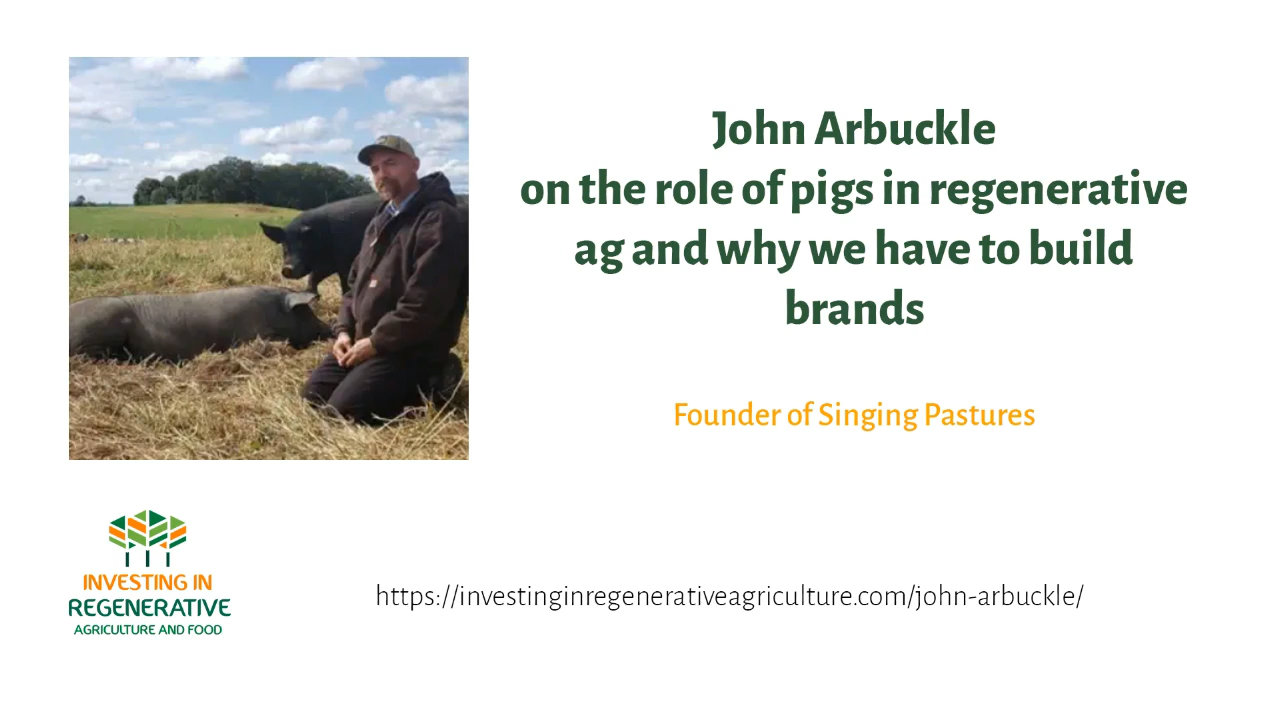 John Arbuckle
on the role of pigs in regenerative
ag and why we have to build
brands
Founder of Singing Pastures
INVESTING IN
REGENERATIVE
AGRICULTURE AND FOOD
https://investinginregenerativeagriculture.com/john-arbuckle/